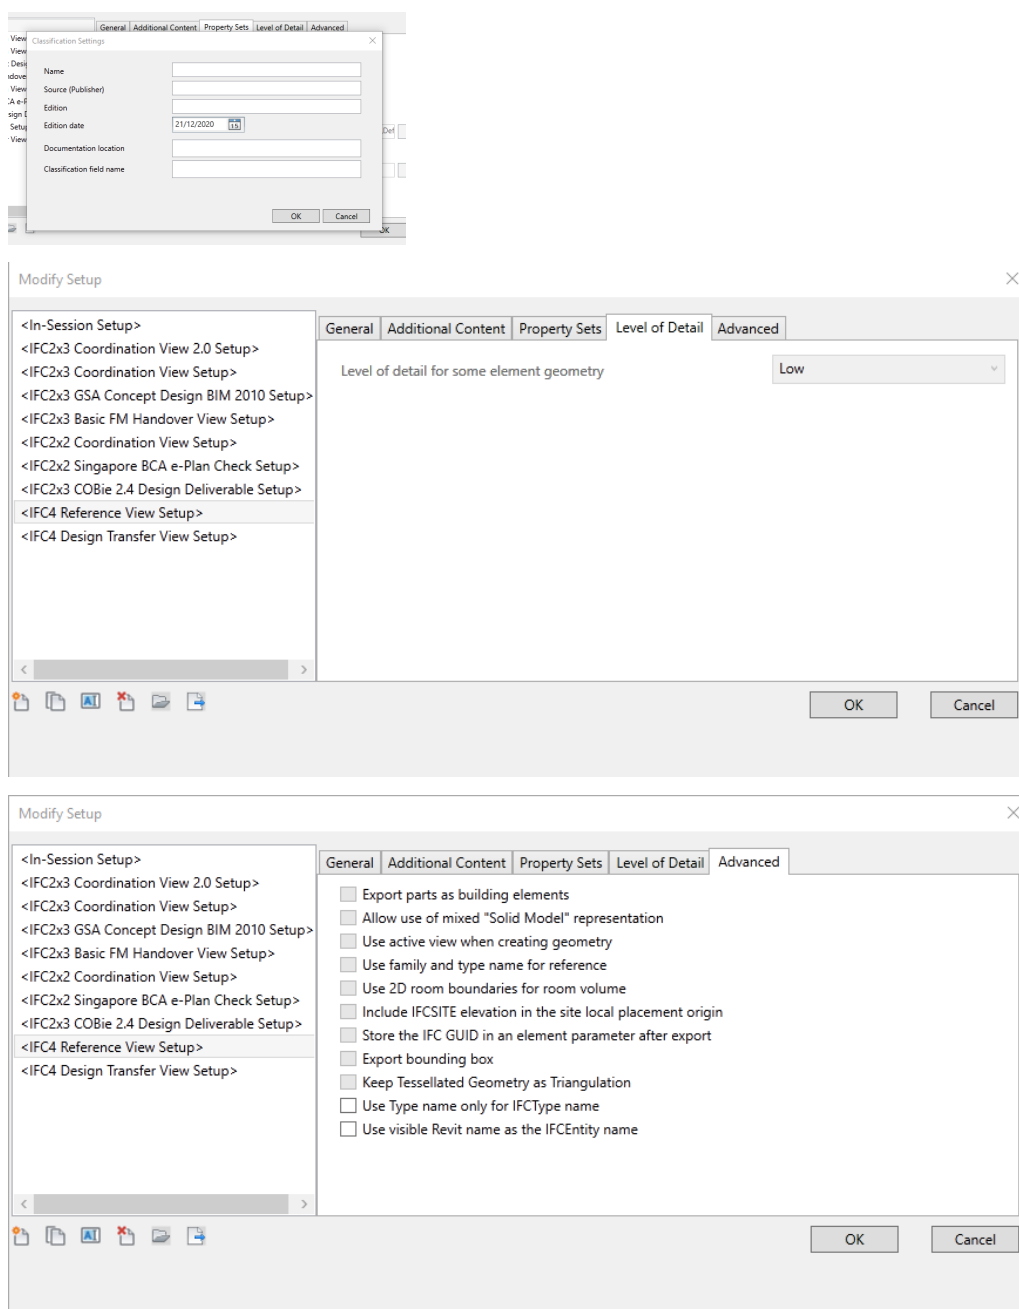 General Additional Content Property Sets Level of Detail Advanced
View
Classification Settings
View
Name
View
Source (Publisher)
Edition
Edition date 21/12/2020 15
Def
View
Documentation location
Classification field name
OK Cancel
OK
Modify Setup
General Additional Content Property Sets Level of Detail Advanced
<In-Session Setup>
<IFC2x3 Coordination View 2.0 Setup>
<IFC2x3 Coordination View Setup>
<IFC2x3 GSA Concept Design BIM 2010 Setup>
<IFC2x3 Basic FM Handover View Setup>
<IFC2x2 Coordination View Setup>
<IFC2x2 Singapore BCA e-Plan Check Setup>
<IFC2x3 COBie 2.4 Design Deliverable Setup>
<IFC4 Reference View Setup>
<IFC4 Design Transfer View Setup>
Level of detail for some element geometry Low
OK Cancel
Modify Setup
General Additional Content Property Sets Level of Detail Advanced
<In-Session Setup>
<IFC2x3 Coordination View 2.0 Setup>
<IFC2x3 Coordination View Setup>
<IFC2x3 GSA Concept Design BIM 2010 Setup>
<IFC2x3 Basic FM Handover View Setup>
<IFC2x2 Coordination View Setup>
<IFC2x2 Singapore BCA e-Plan Check Setup>
<IFC2x3 COBie 2.4 Design Deliverable Setup>
<IFC4 Reference View Setup>
<IFC4 Design Transfer View Setup>
Export parts as building elements
Allow use of mixed "Solid Model" representation
Use active view when creating geometry
Use family and type name for reference
Use 2D room boundaries for room volume
Include IFCSITE elevation in the site local placement origin
Store the IFC GUID in an element parameter after export
Export bounding box
Keep Tessellated Geometry as Triangulation
Use Type name only for IFCType name
Use visible Revit name as the IFCEntity name
OK Cancel